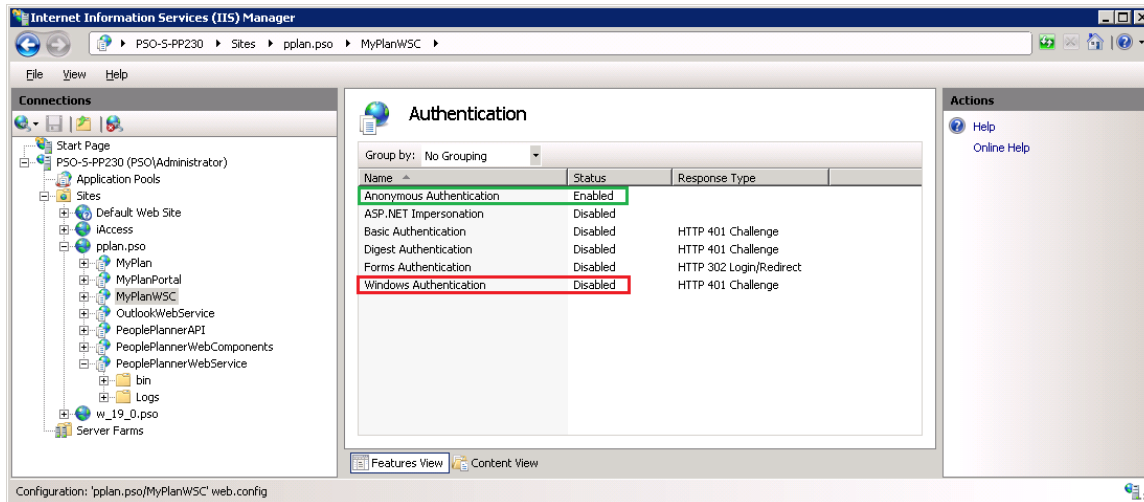 Internet Information Services (IIS) Manager
PSO-S-PP230 Sites pplan.pso MyPlanWSC
File View Help
Connections
Start Page
PSO-S-PP230 (PSO\Administrator)
Application Pools
Sites
Default Web Site
iAccess
pplan.pso
MyPlan
MyPlanPortal
MyPlanWSC
OutlookWebService
PeoplePlannerAPI
PeoplePlannerWebComponents
PeoplePlannerWebService
bin
Logs
w_19_0.pso
Server Farms
Authentication
Group by: No Grouping
Name Status Response Type
Anonymous Authentication Enabled
ASP.NET Impersonation Disabled
Basic Authentication Disabled HTTP 401 Challenge
Digest Authentication Disabled HTTP 401 Challenge
Forms Authentication Disabled HTTP 302 Login/Redirect
Windows Authentication Disabled HTTP 401 Challenge
Features View Content View
Actions
Help
Online Help
Configuration: 'pplan.pso/MyPlanWSC' web.config